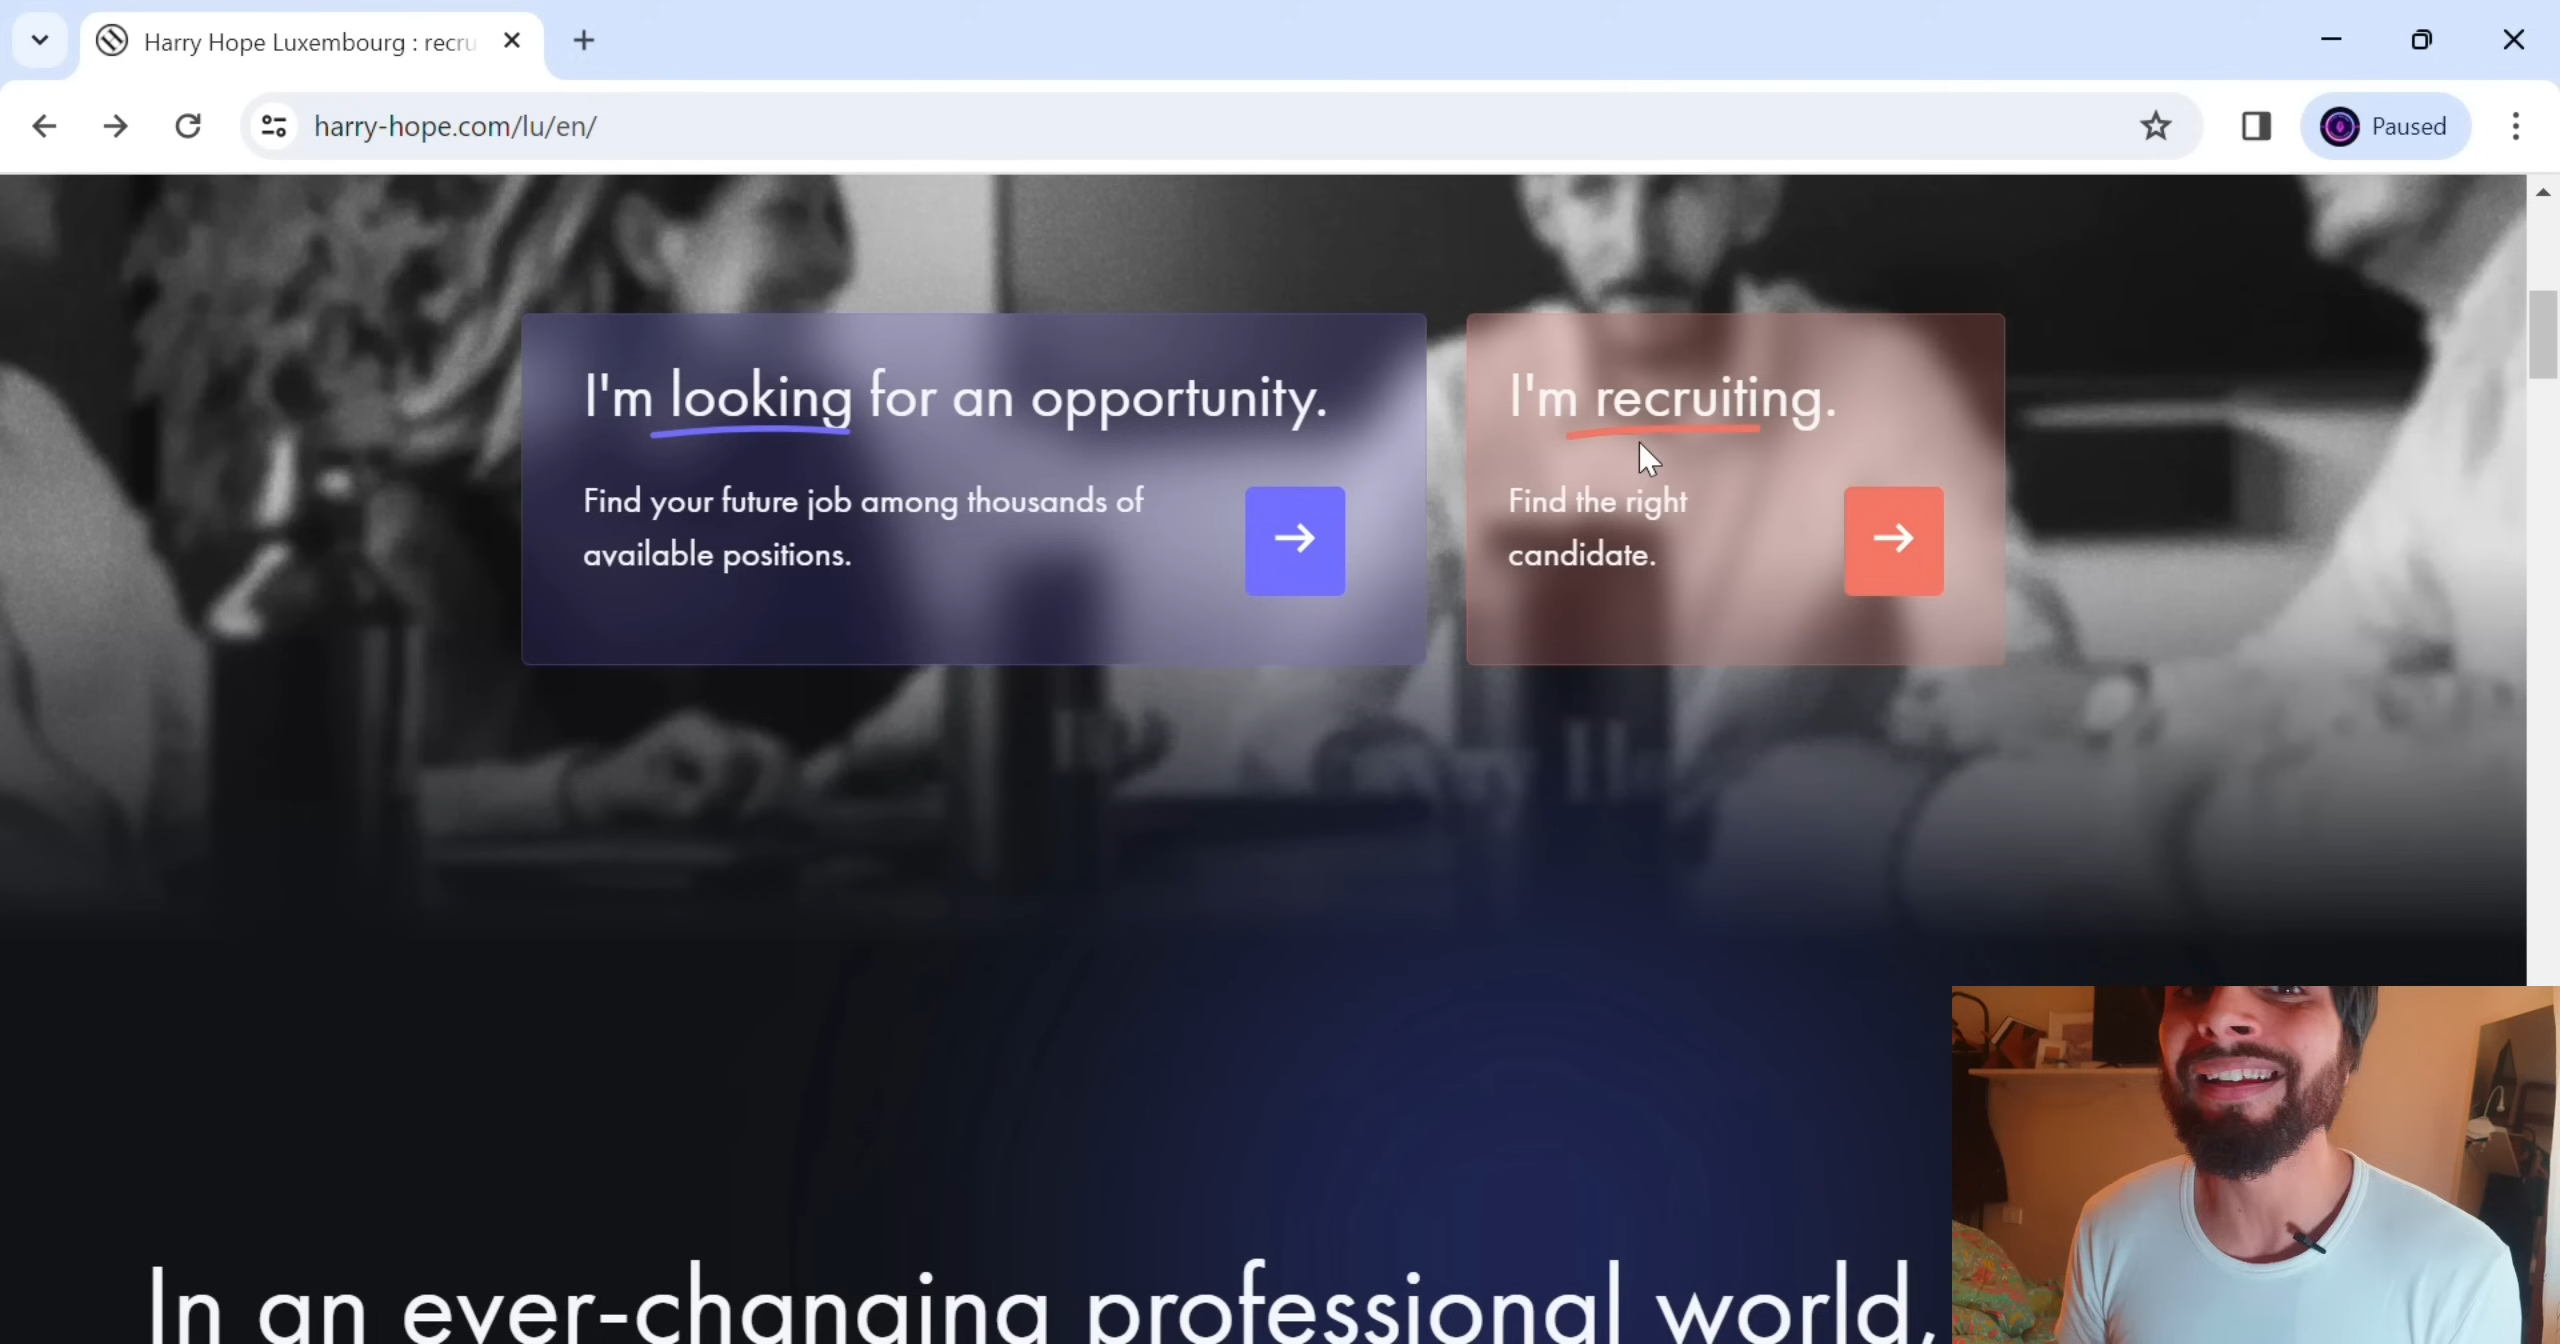 Harry Hope Luxembourg : recru
harry-hope.com/lu/en/
Paused
I'm looking for an opportunity.
Find your future job among thousands of
available positions.
I'm recruiting.
Find the right
candidate.
In an ever-changing professional world,